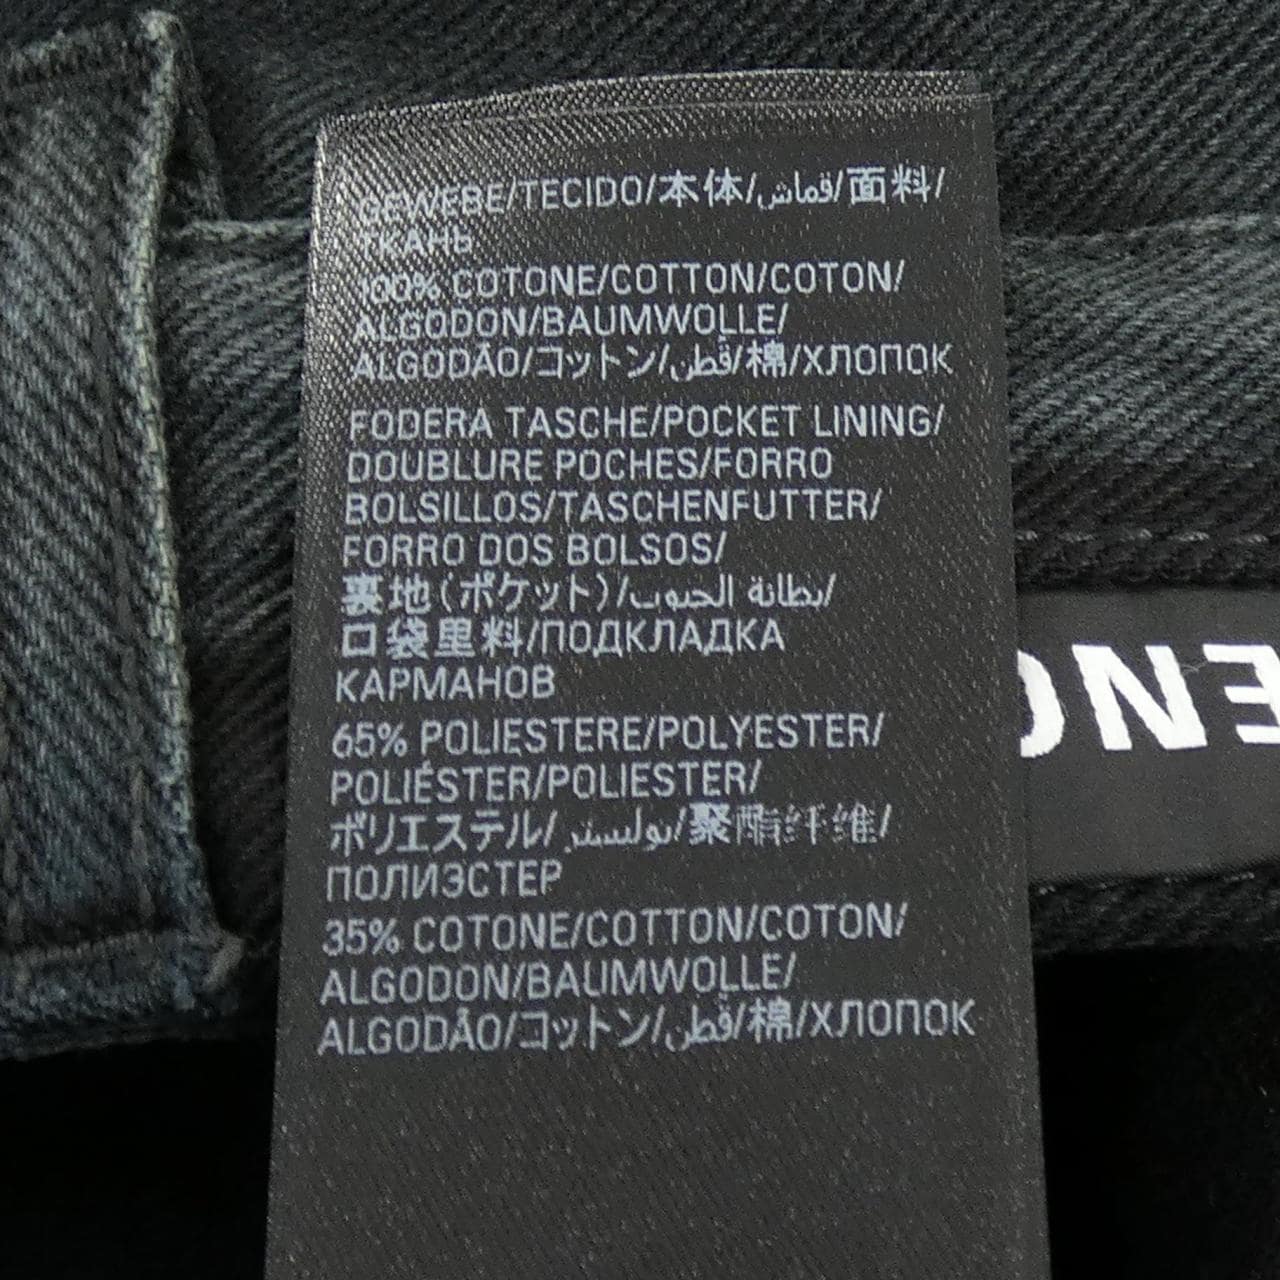 GEWEBE/TECIDO/本体/قماش/面料/
ТКАНЬ
100% COTONE/COTTON/COTON/
ALGODON/BAUMWOLLE/
ALGODÃO/コットン/قطن/棉/ХЛОПОК
FODERA TASCHE/POCKET LINING/
DOUBLURE POCHES/FORRO
BOLSILLOS/TASCHENFUTTER/
FORRO DOS BOLSOS/
裏地(ポケット)/بطانة الجيوب/
口袋里料/ПОДКЛАДКА
КАРМАНОВ
65% POLIESTERE/POLYESTER/
POLIÉSTER/POLIESTER/
ポリエステル/بوليستر/聚酯纤维/
ПОЛИЭСТЕР
35% COTONE/COTTON/COTON/
ALGODON/BAUMWOLLE/
ALGODÃO/コットン/قطن/棉/ХЛОПОК